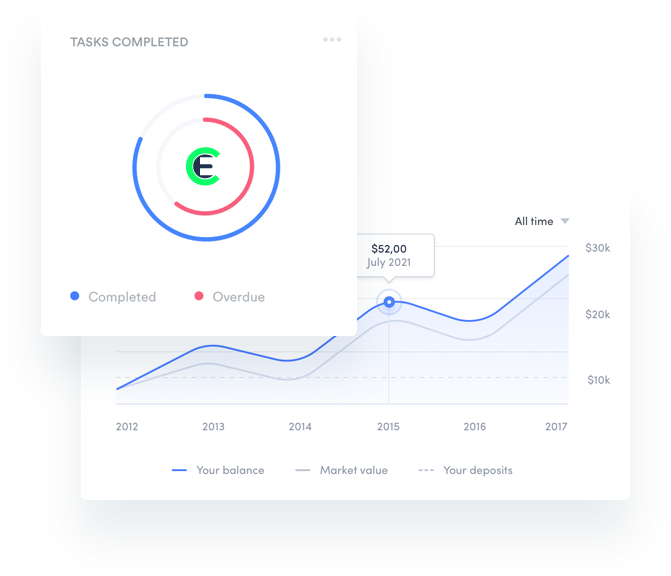 TASKS COMPLETED
Completed
Overdue
All time
$52,00
July 2021
$30k
$20k
$10k
2012
2013
2014
2015
2016
2017
Your balance
Market value
Your deposits